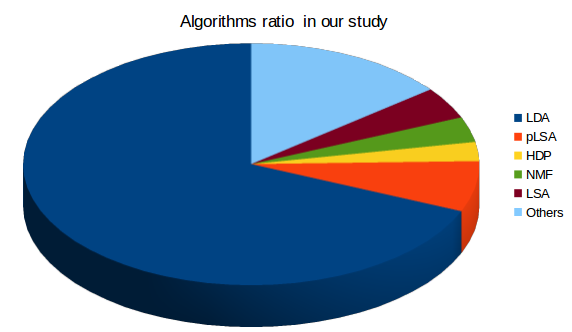 Algorithms ratio  in our study
LDA
pLSA
HDP
NMF
LSA
Others